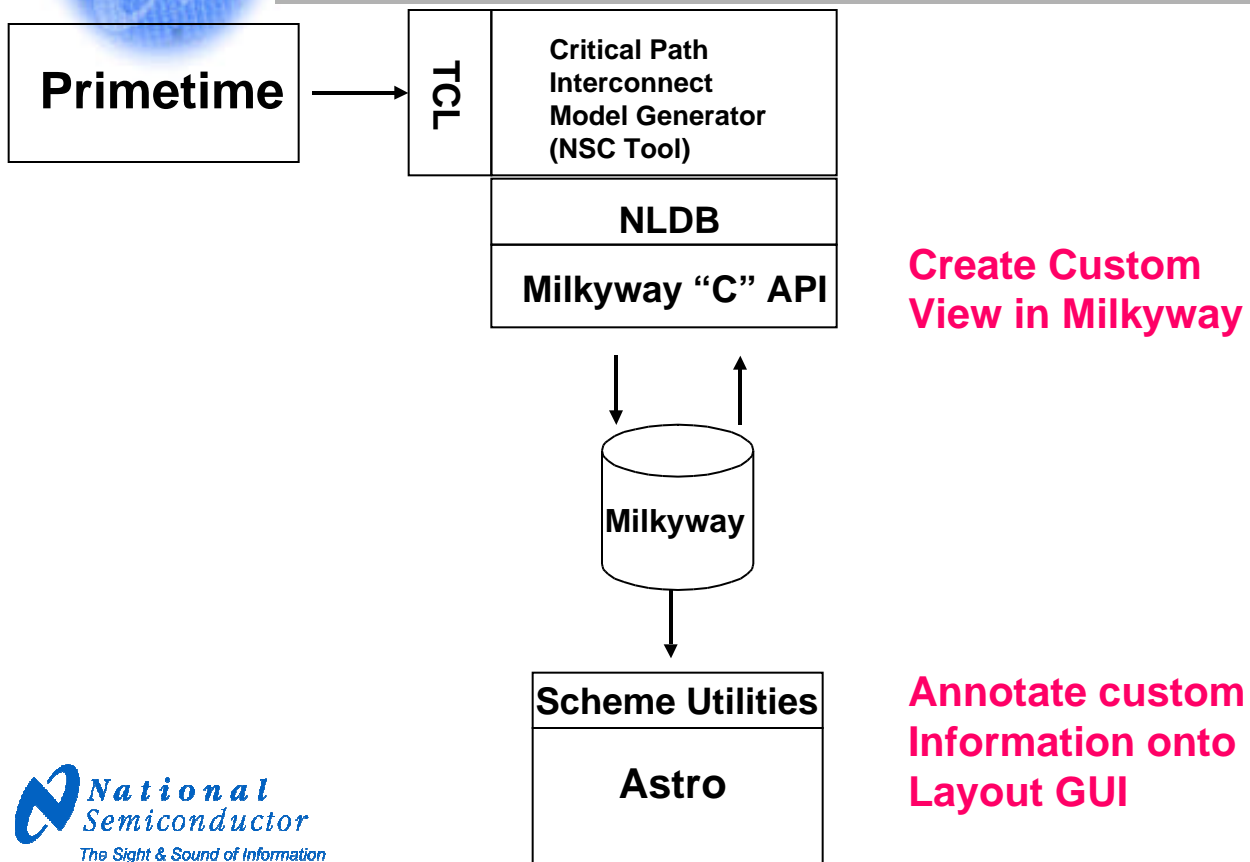 Primetime
TCL
Critical Path
Interconnect
Model Generator
(NSC Tool)
NLDB
Milkyway “C” API
Create Custom
View in Milkyway
Milkyway
Scheme Utilities
Astro
Annotate custom
Information onto
Layout GUI
National
Semiconductor
The Sight & Sound of Information